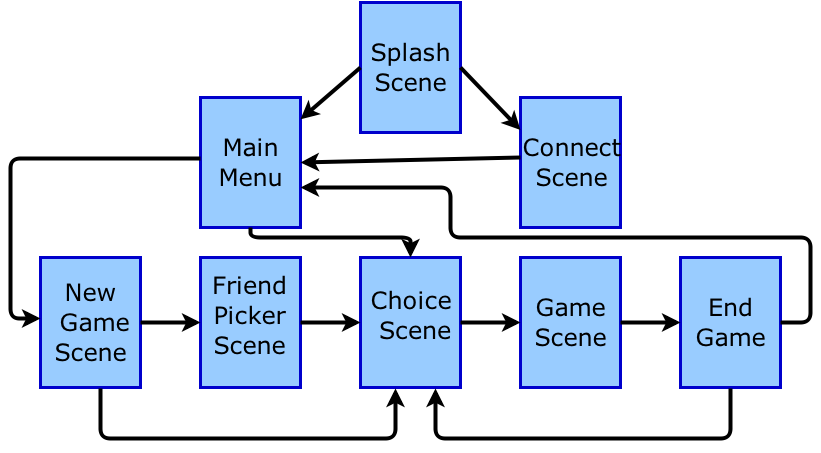 Splash
Scene
Main
Menu
Connect
Scene
New
Game
Scene
Friend
Picker
Scene
Choice
Scene
Game
Scene
End
Game